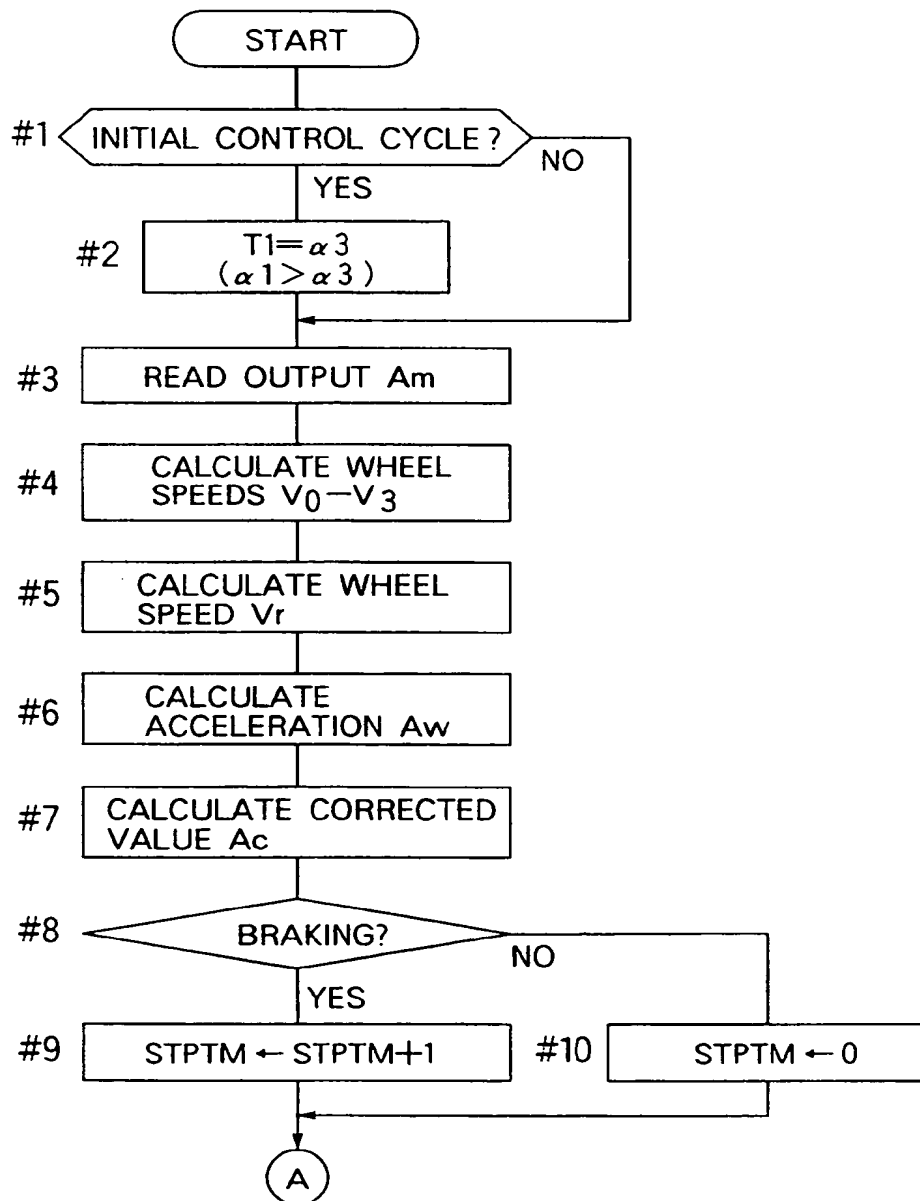 START
#1 INITIAL CONTROL CYCLE?
NO
YES
#2
T1=α3
(α1>α3)
#3 READ OUTPUT Am
#4
CALCULATE WHEEL
SPEEDS V0–V3
#5
CALCULATE WHEEL
SPEED Vr
#6
CALCULATE
ACCELERATION Aw
#7
CALCULATE CORRECTED
VALUE Ac
#8 BRAKING?
NO
YES
#9 STPTM ← STPTM+1
#10 STPTM ← 0
A